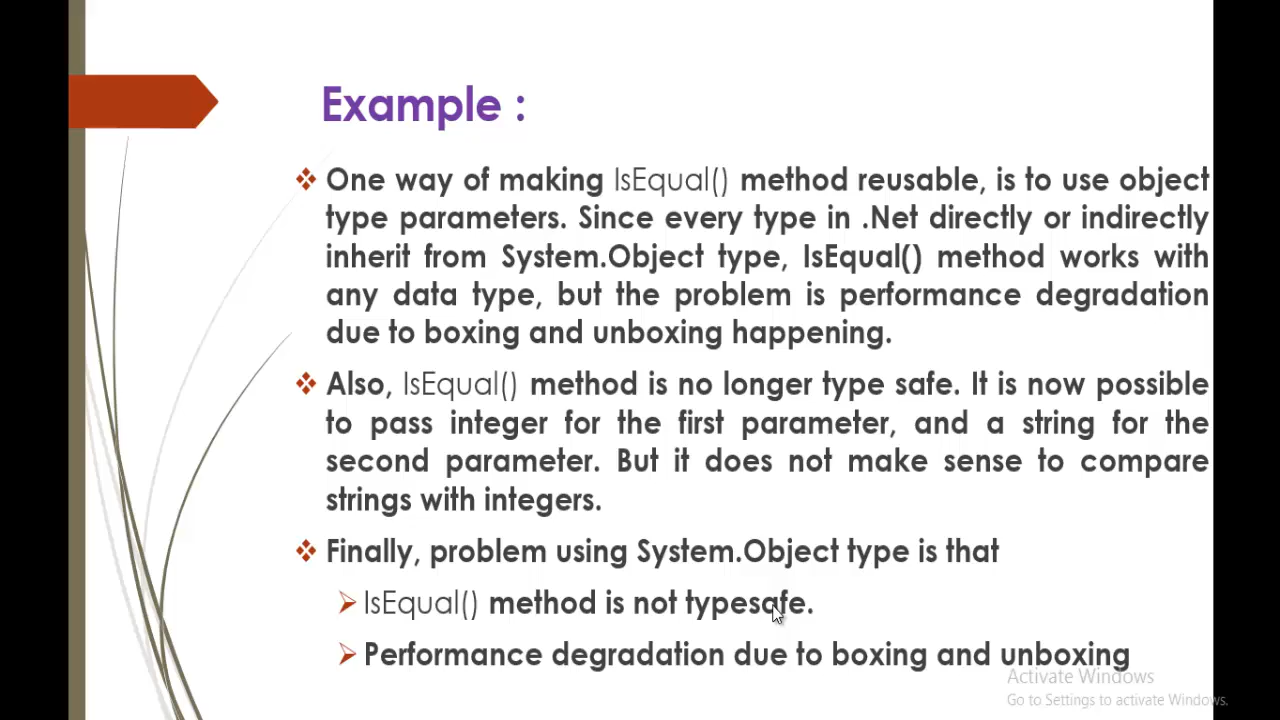 Example :
One way of making IsEqual() method reusable, is to use object
type parameters. Since every type in .Net directly or indirectly
inherit from System.Object type, IsEqual() method works with
any data type, but the problem is performance degradation
due to boxing and unboxing happening.
Also, IsEqual() method is no longer type safe. It is now possible
to pass integer for the first parameter, and a string for the
second parameter. But it does not make sense to compare
strings with integers.
Finally, problem using System.Object type is that
IsEqual() method is not typesafe.
Performance degradation due to boxing and unboxing
Activate Windows
Go to Settings to activate Windows.